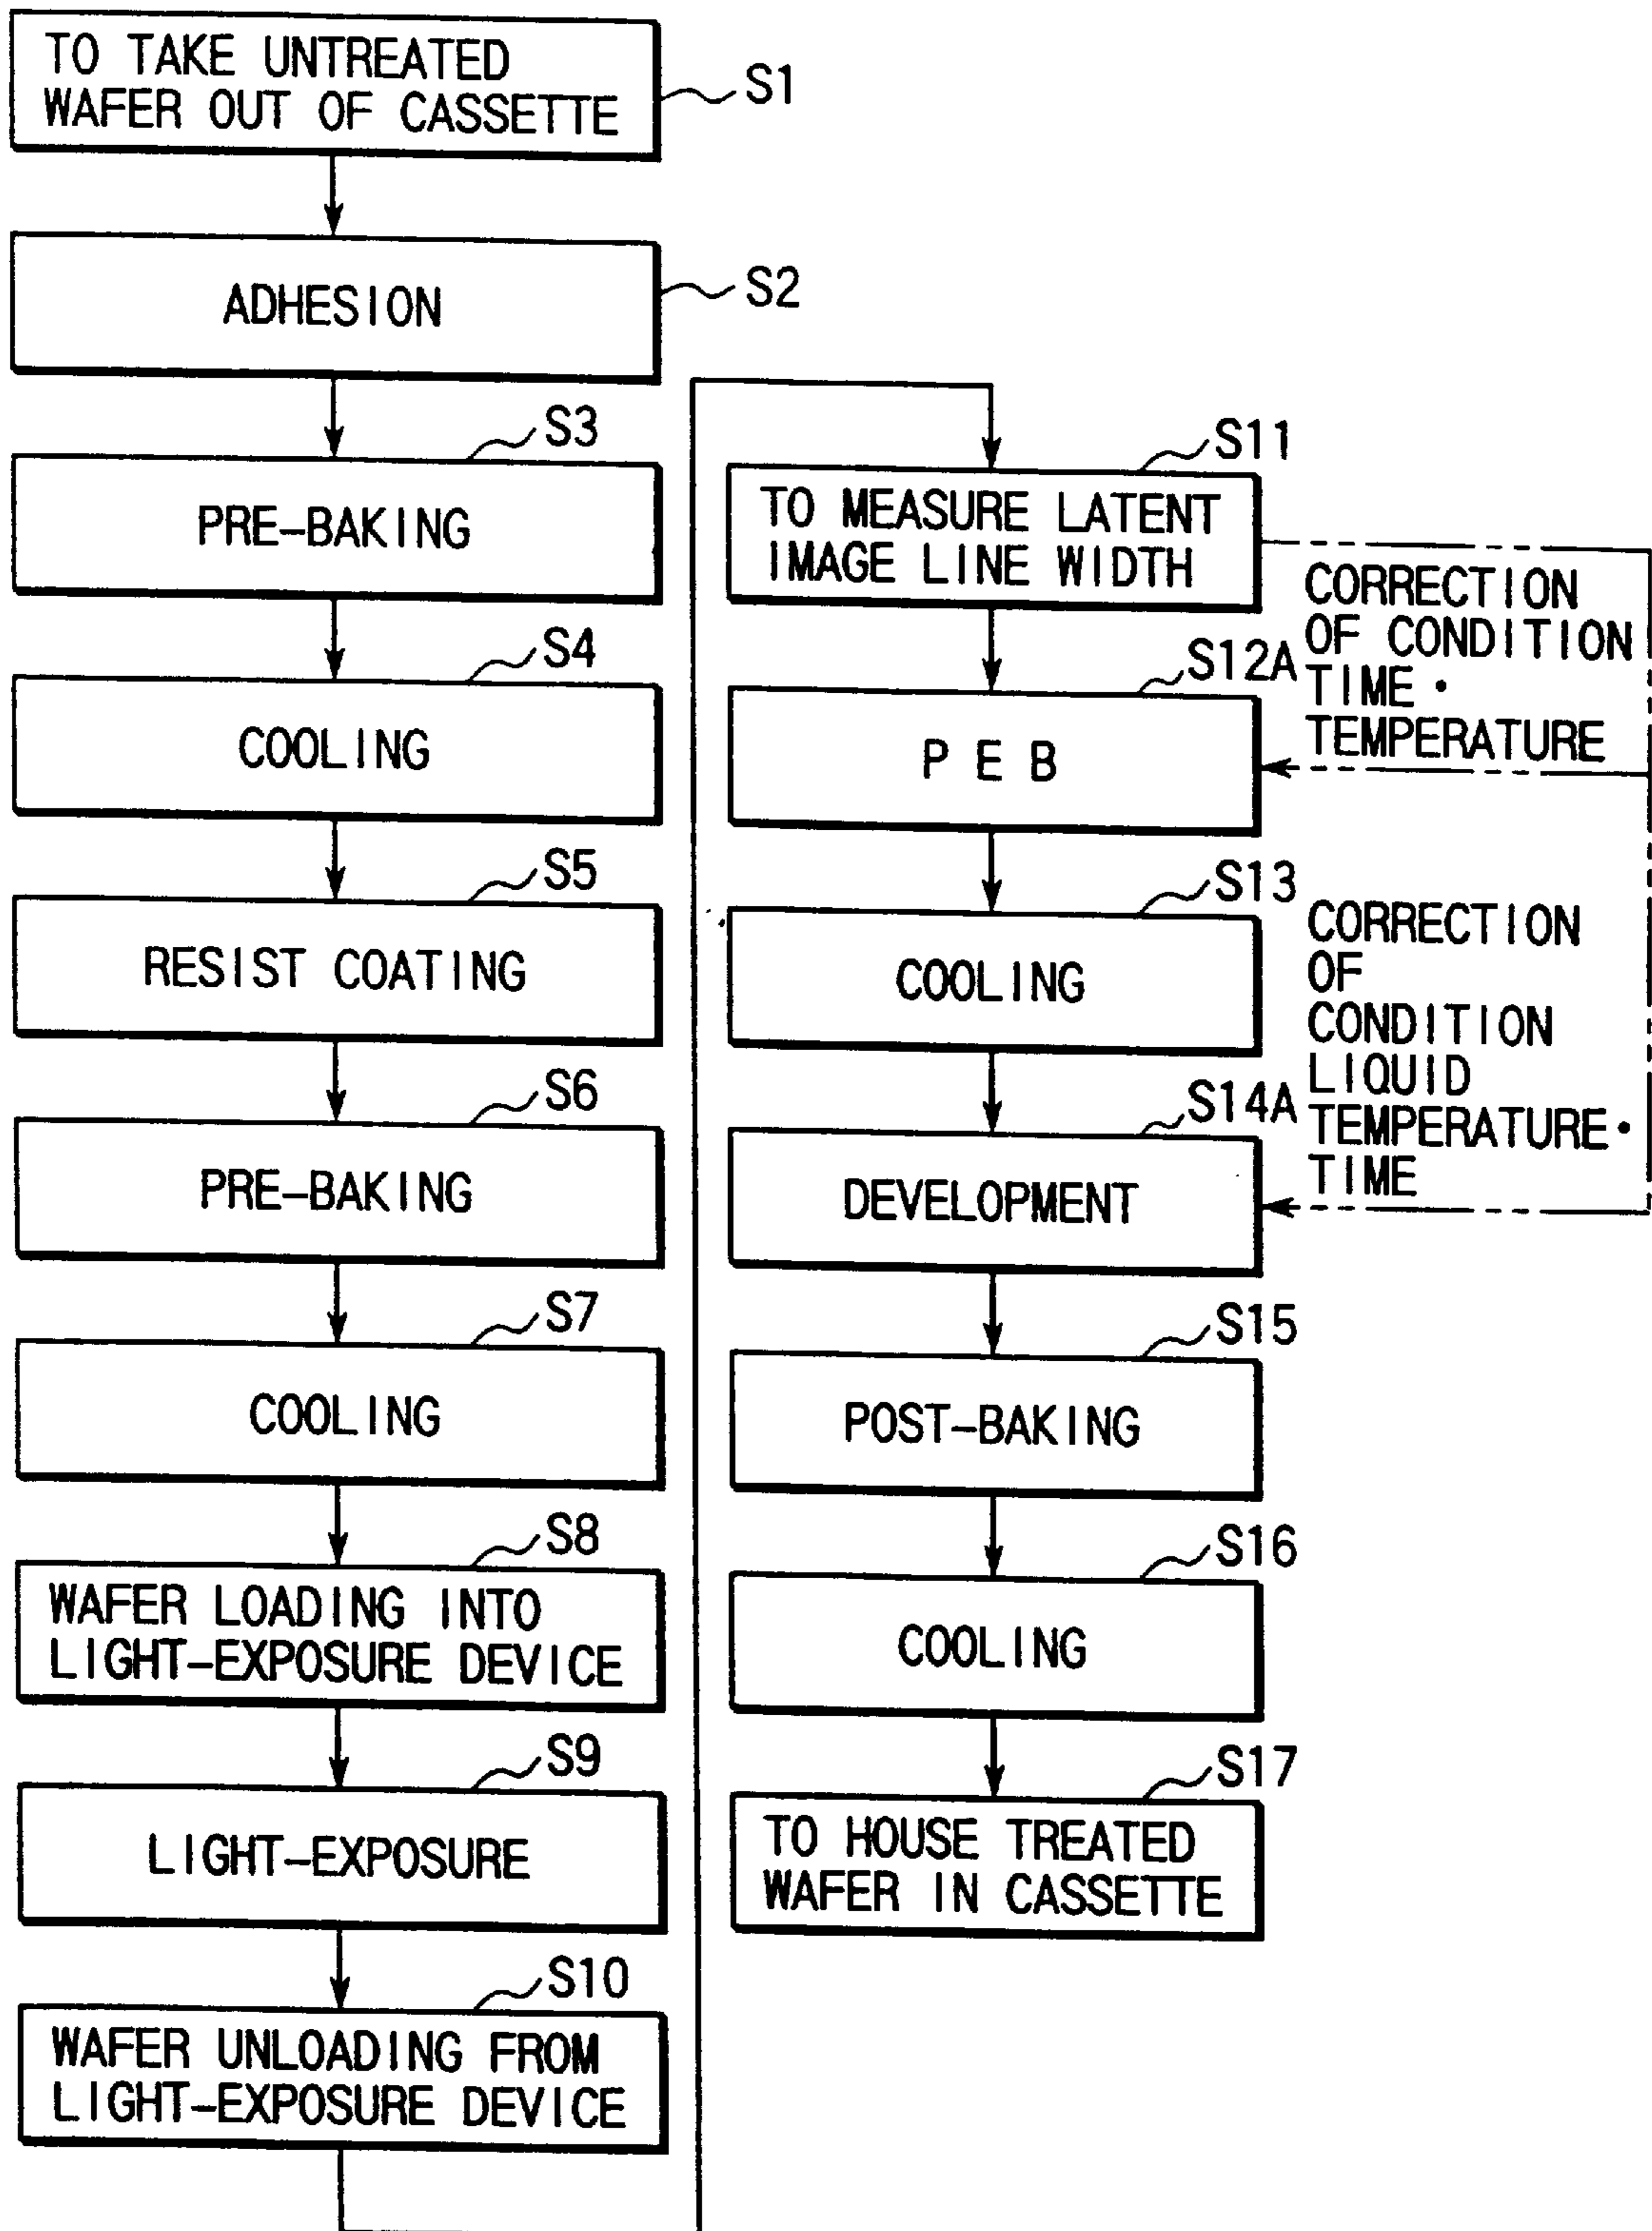 TO TAKE UNTREATED
WAFER OUT OF CASSETTE
S1
ADHESION
S2
S3
PRE-BAKING
S4
COOLING
S5
RESIST COATING
S6
PRE-BAKING
S7
COOLING
S8
WAFER LOADING INTO
LIGHT-EXPOSURE DEVICE
S9
LIGHT-EXPOSURE
S10
WAFER UNLOADING FROM
LIGHT-EXPOSURE DEVICE
S11
TO MEASURE LATENT
IMAGE LINE WIDTH
CORRECTION
OF CONDITION
TIME・
TEMPERATURE
S12A
P E B
S13
COOLING
CORRECTION
OF
CONDITION
LIQUID
TEMPERATURE・
TIME
S14A
DEVELOPMENT
S15
POST-BAKING
S16
COOLING
S17
TO HOUSE TREATED
WAFER IN CASSETTE